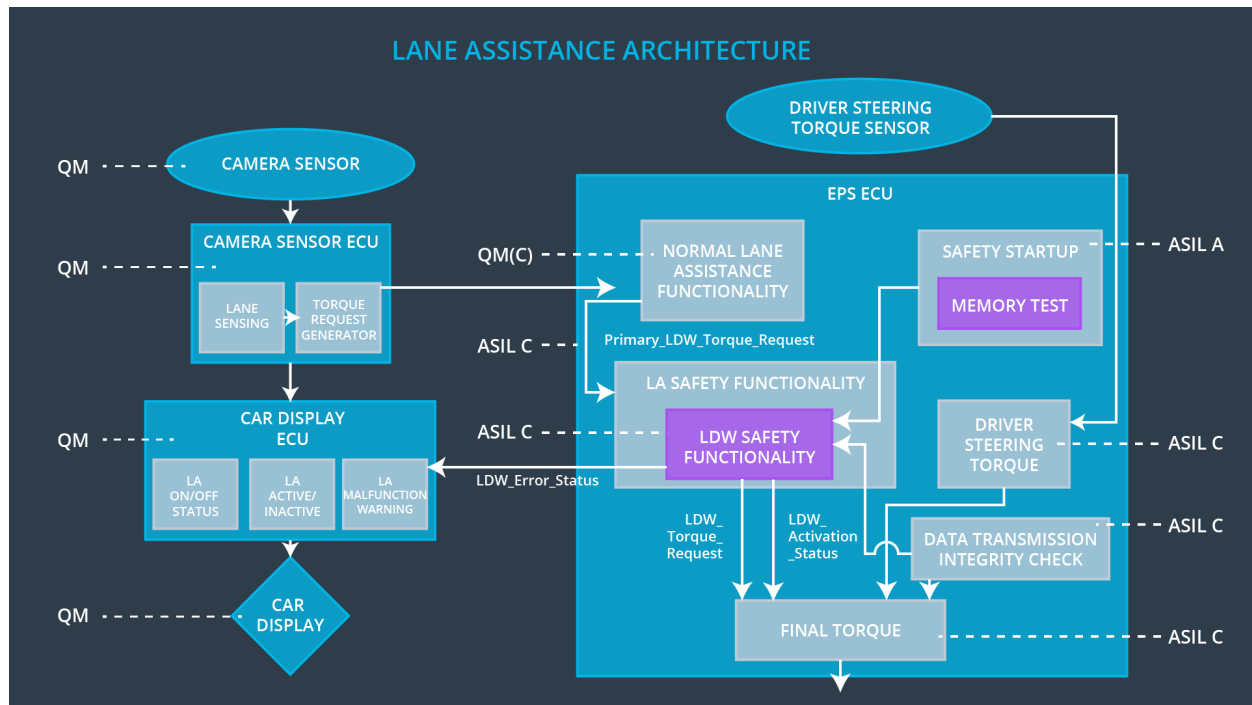 LANE ASSISTANCE ARCHITECTURE
DRIVER STEERING
TORQUE SENSOR
QM
CAMERA SENSOR
EPS ECU
QM
CAMERA SENSOR ECU
LANE
SENSING
TORQUE
REQUEST
GENERATOR
QM(C)
NORMAL LANE
ASSISTANCE
FUNCTIONALITY
SAFETY STARTUP
MEMORY TEST
ASIL A
ASIL C
Primary_LDW_Torque_Request
LA SAFETY FUNCTIONALITY
ASIL C
LDW SAFETY
FUNCTIONALITY
DRIVER
STEERING
TORQUE
ASIL C
QM
CAR DISPLAY
ECU
LA
ON/OFF
STATUS
LA
ACTIVE/
INACTIVE
LA
MALFUNCTION
WARNING
LDW_Error_Status
LDW_
Torque_
Request
LDW_
Activation
_Status
DATA TRANSMISSION
INTEGRITY CHECK
ASIL C
QM
CAR
DISPLAY
FINAL TORQUE
ASIL C